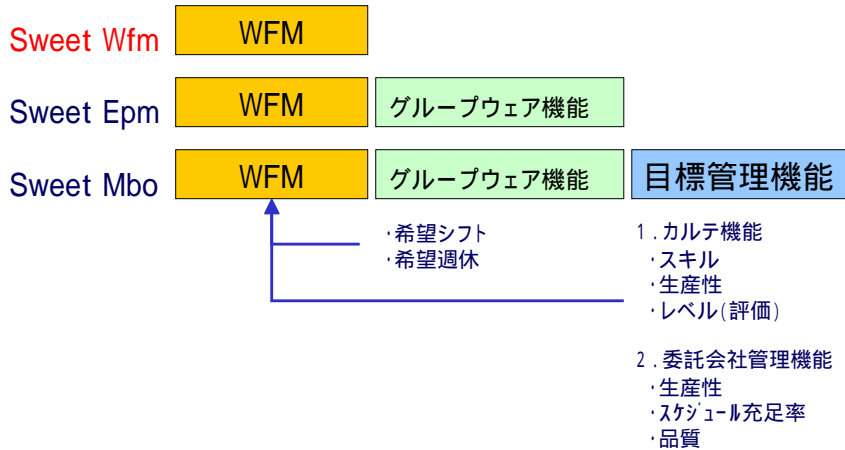 Sweet Wfm WFM
Sweet Epm WFM グループウェア機能
Sweet Mbo WFM グループウェア機能 目標管理機能
・希望シフト
・希望週休
1.カルテ機能
・スキル
・生産性
・レベル(評価)
2.委託会社管理機能
・生産性
・ｽｹｼﾞｭｰﾙ充足率
・品質